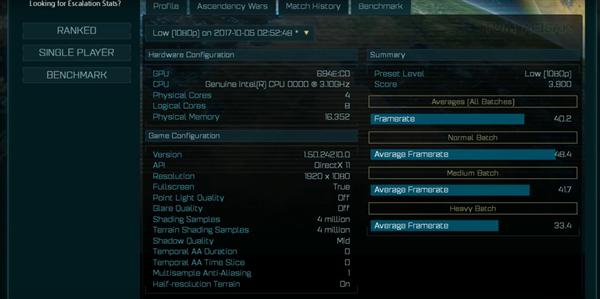 Looking for Escalation Stats?
RANKED
SINGLE PLAYER
BENCHMARK
Profile
Ascendency Wars
Match History
Benchmark
Low (1080p) on 2017-10-05 02:52:48 *
Hardware Configuration
GPU 694E:C0
CPU Genuine Intel(R) CPU 0000 @ 3.10GHz
Physical Cores 4
Logical Cores 8
Physical Memory 16,352
Game Configuration
Version 1.50.24210.0
API DirectX 11
Resolution 1920 x 1080
Fullscreen True
Point Light Quality Off
Glare Quality Off
Shading Samples 4 million
Terrain Shading Samples 4 million
Shadow Quality Mid
Temporal AA Duration 0
Temporal AA Time Slice 0
Multisample Anti-Aliasing 1
Half-resolution Terrain On
Summary
Preset Level Low (1080p)
Score 3,900
Averages (All Batches)
Framerate 40.2
Normal Batch
Average Framerate 48.4
Medium Batch
Average Framerate 41.7
Heavy Batch
Average Framerate 33.4